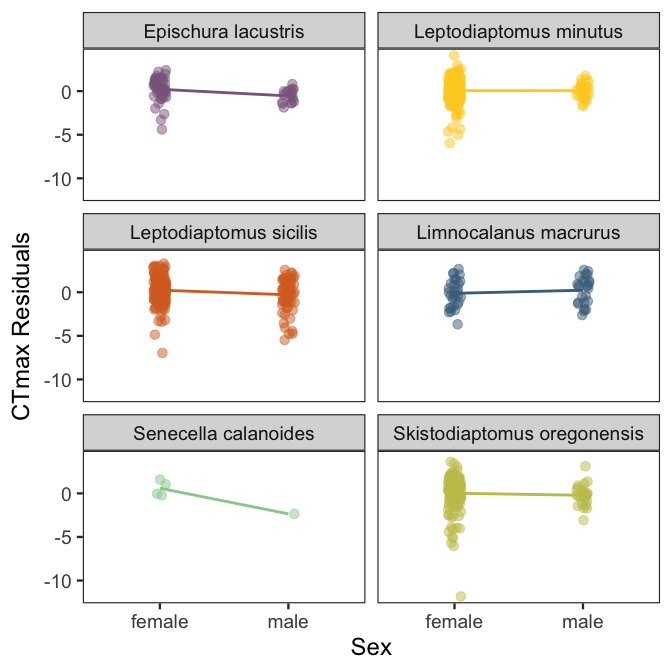 Epischura lacustris
Leptodiaptomus minutus
0
-5
-10
Leptodiaptomus sicilis
Limnocalanus macrurus
0
-5
-10
CTmax Residuals
Senecella calanoides
Skistodiaptomus oregonensis
0
-5
-10
female
male
female
male
Sex